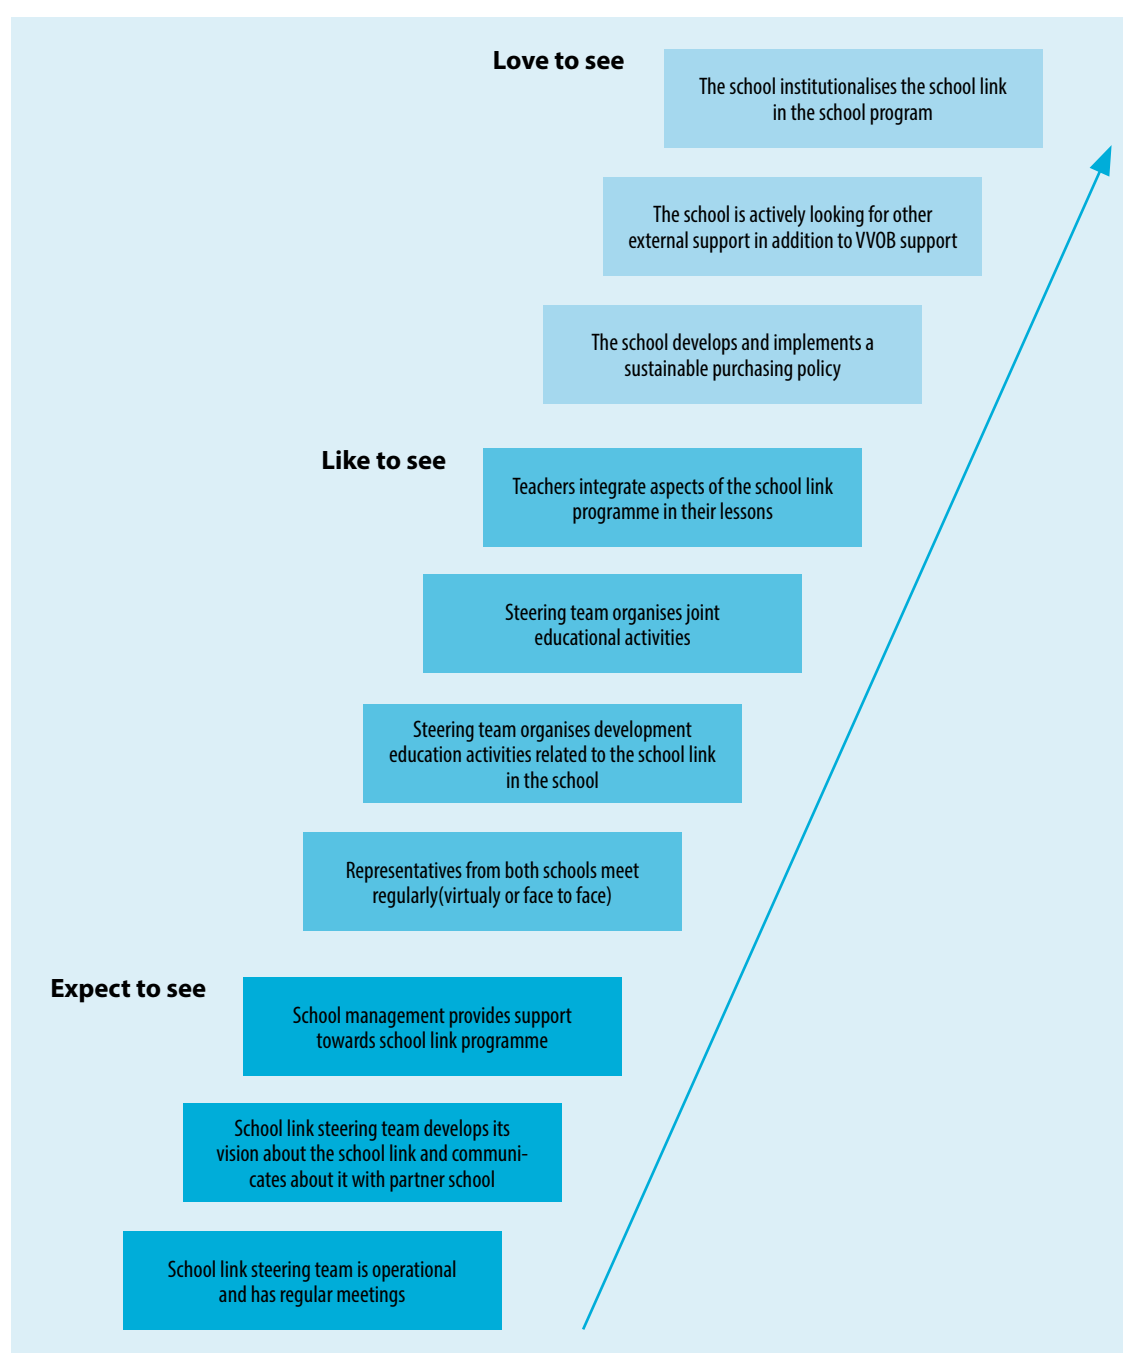 Love to see
The school institutionalises the school link
in the school program
The school is actively looking for other
external support in addition to VVOB support
The school develops and implements a
sustainable purchasing policy
Like to see
Teachers integrate aspects of the school link
programme in their lessons
Steering team organises joint
educational activities
Steering team organises development
education activities related to the school link
in the school
Representatives from both schools meet
regularly(virtualy or face to face)
Expect to see
School management provides support
towards school link programme
School link steering team develops its
vision about the school link and communi-
cates about it with partner school
School link steering team is operational
and has regular meetings